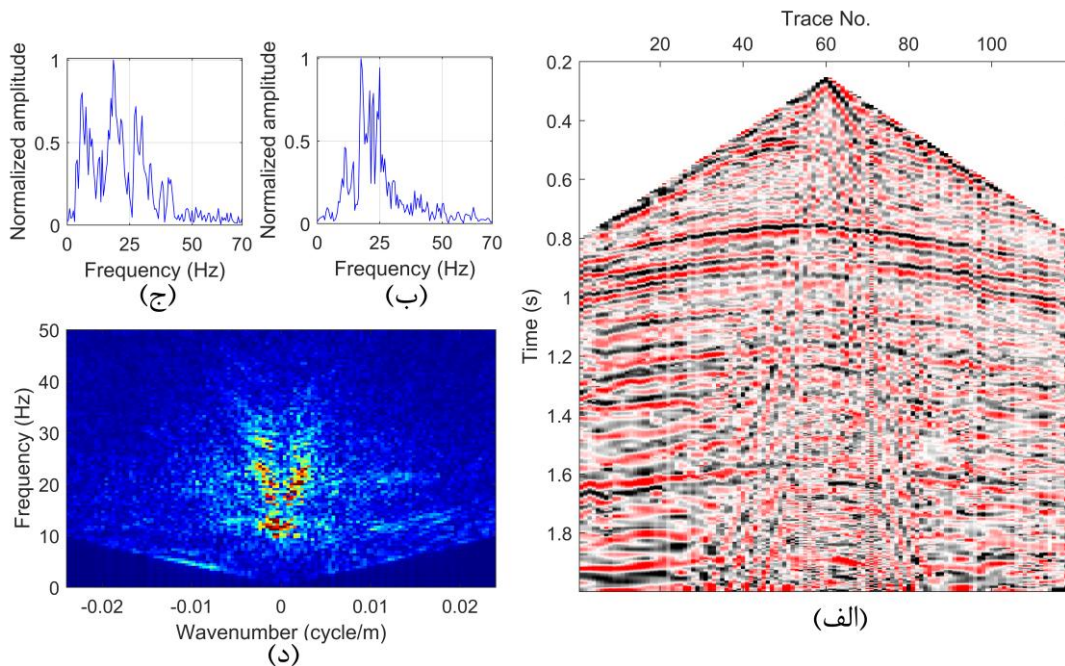 Trace No.
20 40 60 80 100
0.2
0.4
0.6
0.8
1
1.2
1.4
1.6
1.8
Time (s)
(الف)
Normalized amplitude
1
0.5
0
0 25 50 70
Frequency (Hz)
(ب)
Normalized amplitude
1
0.5
0
0 25 50 70
Frequency (Hz)
(ج)
Frequency (Hz)
50
40
30
20
10
0
-0.02 -0.01 0 0.01 0.02
Wavenumber (cycle/m)
(د)